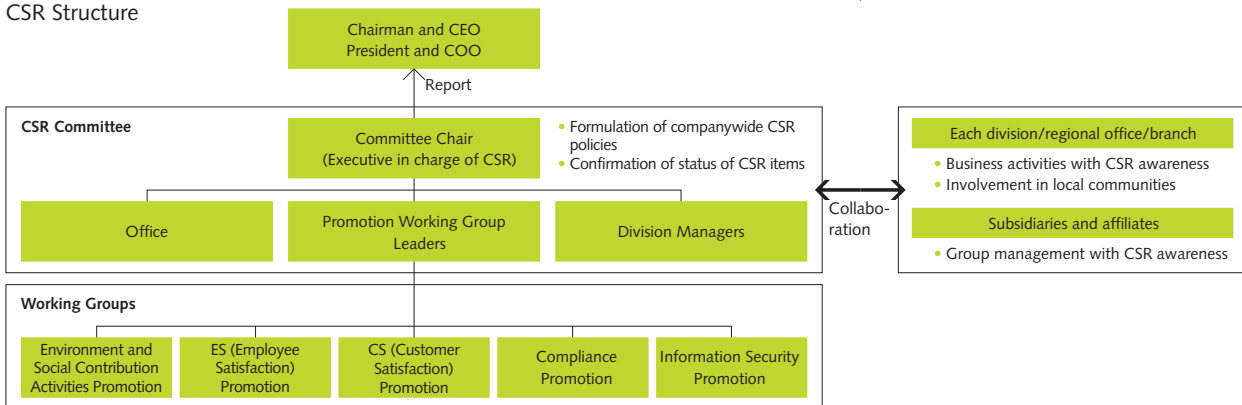 CSR Structure
Chairman and CEO
President and COO
Report
CSR Committee
Committee Chair
(Executive in charge of CSR)
• Formulation of companywide CSR
policies
• Confirmation of status of CSR items
Office
Promotion Working Group
Leaders
Division Managers
Collabo-
ration
Each division/regional office/branch
• Business activities with CSR awareness
• Involvement in local communities
Subsidiaries and affiliates
• Group management with CSR awareness
Working Groups
Environment and
Social Contribution
Activities Promotion
ES (Employee
Satisfaction)
Promotion
CS (Customer
Satisfaction)
Promotion
Compliance
Promotion
Information Security
Promotion